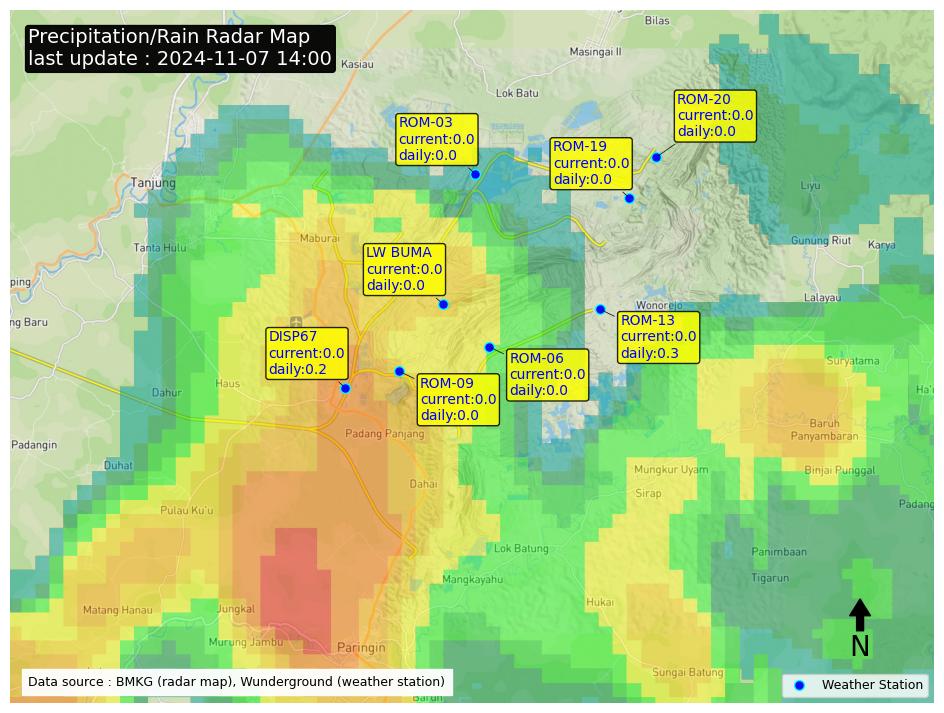 Precipitation/Rain Radar Map
last update : 2024-11-07 14:00
Bilas
Masingai II
Kasiau
Lok Batu
ROM-20
current:0.0
daily:0.0
ROM-03
current:0.0
daily:0.0
ROM-19
current:0.0
daily:0.0
Tanjung
Liyu
Tanta Hulu
Maburai
Gunung Riut
Karya
LW BUMA
current:0.0
daily:0.0
ping
Lalayau
Wonorejo
ng Baru
ROM-13
current:0.0
daily:0.3
DISP67
current:0.0
daily:0.2
ROM-06
current:0.0
daily:0.0
Suryatama
Haus
ROM-09
current:0.0
daily:0.0
Dahur
Ha'u
Baruh
Panyambaran
Padang Panjang
Padangin
Duhat
Mungkur Uyam
Binjai Punggal
Dahai
Sirap
Padang
Pulau Ku'u
Lok Batung
Panimbaan
Mangkayahu
Tigarun
Hukai
Matang Hanau
Jungkal
Murung Jambu
Paringin
N
Sungai Batung
Data source : BMKG (radar map), Wunderground (weather station)
Weather Station
Baruh